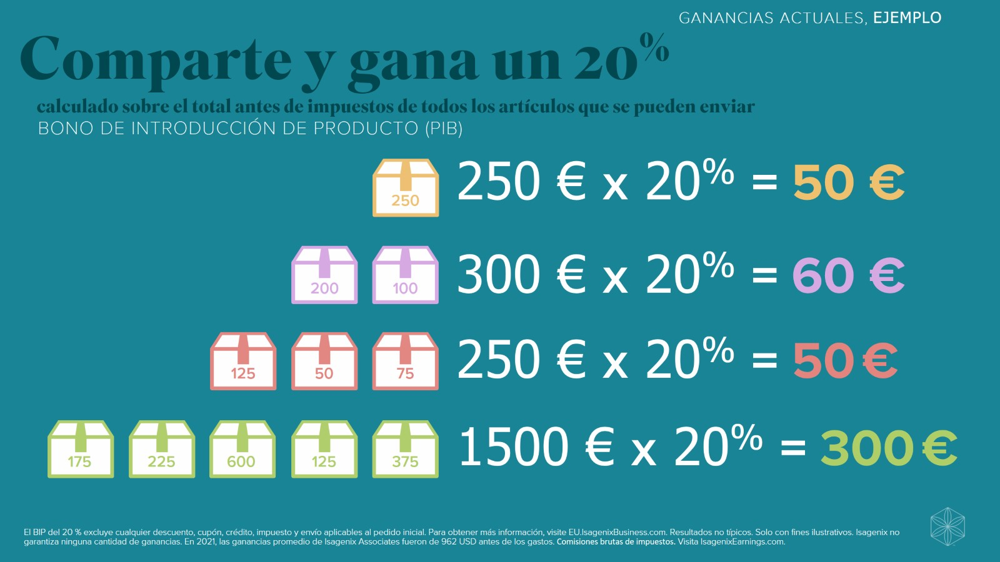 GANANCIAS ACTUALES, EJEMPLO
Comparte y gana un 20%
calculado sobre el total antes de impuestos de todos los artículos que se pueden enviar
BONO DE INTRODUCCIÓN DE PRODUCTO (PIB)
250 250 € x 20% = 50 €
200 100 300 € x 20% = 60 €
125 50 75 250 € x 20% = 50 €
175 225 600 125 375 1500 € x 20% = 300 €
El BIP del 20 % excluye cualquier descuento, cupón, crédito, impuesto y envío aplicables al pedido inicial. Para obtener más información, visite EU.IsagenixBusiness.com. Resultados no típicos. Solo con fines ilustrativos. Isagenix no
garantiza ninguna cantidad de ganancias. En 2021, las ganancias promedio de Isagenix Associates fueron de 962 USD antes de los gastos. Comisiones brutas de impuestos. Visita IsagenixEarnings.com.